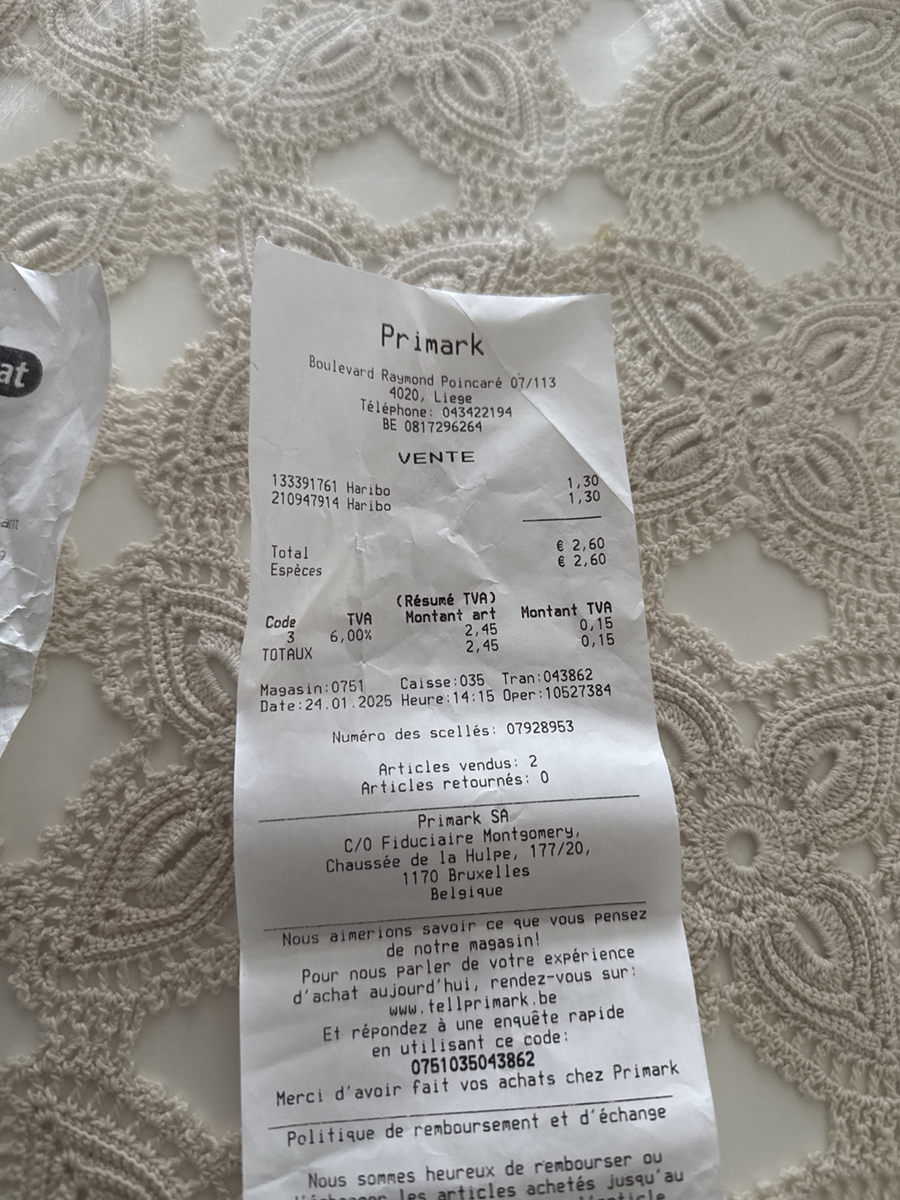 at
Primark
Boulevard Raymond Poincaré 07/113
4020, Liege
Téléphone: 043422194
BE 0817296264
VENTE
133391761 Haribo 1,30
210947914 Haribo 1,30
Total € 2,60
Espèces € 2,60
(Résumé TVA)
Code TVA Montant art Montant TVA
3 6,00% 2,45 0,15
TOTAUX 2,45 0,15
Magasin:0751 Caisse:035 Tran:043862
Date:24.01.2025 Heure:14:15 Oper:10527384
Numéro des scellés: 07928953
Articles vendus: 2
Articles retournés: 0
Primark SA
C/O Fiduciaire Montgomery,
Chaussée de la Hulpe, 177/20,
1170 Bruxelles
Belgique
Nous aimerions savoir ce que vous pensez
de notre magasin!
Pour nous parler de votre expérience
d'achat aujourd'hui, rendez-vous sur:
www.tellprimark.be
Et répondez à une enquête rapide
en utilisant ce code:
0751035043862
Merci d'avoir fait vos achats chez Primark
Politique de remboursement et d'échange
Nous sommes heureux de rembourser ou
les articles achetés jusqu'au